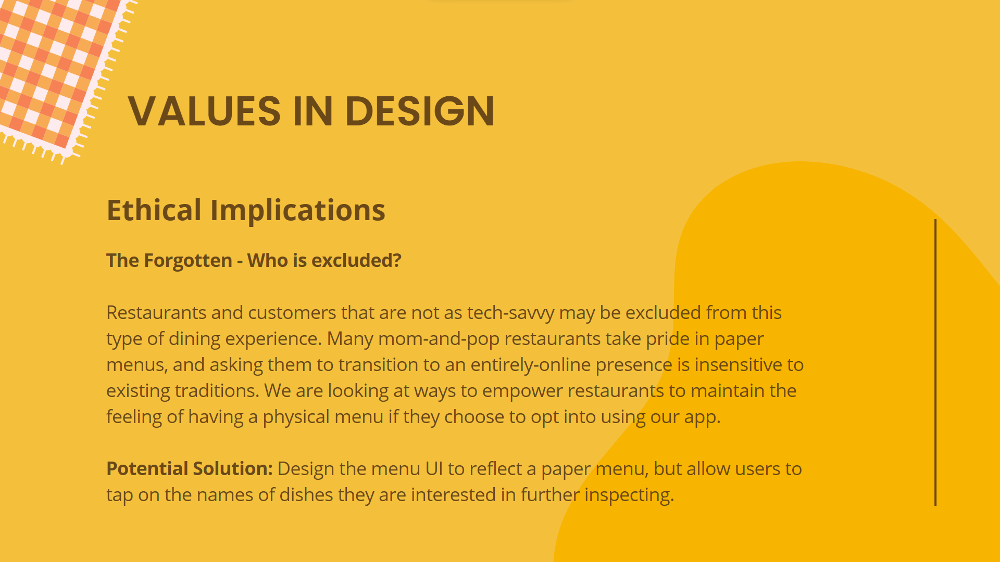 VALUES IN DESIGN
Ethical Implications
The Forgotten - Who is excluded?
Restaurants and customers that are not as tech-savvy may be excluded from this
type of dining experience. Many mom-and-pop restaurants take pride in paper
menus, and asking them to transition to an entirely-online presence is insensitive to
existing traditions. We are looking at ways to empower restaurants to maintain the
feeling of having a physical menu if they choose to opt into using our app.
Potential Solution: Design the menu UI to reflect a paper menu, but allow users to
tap on the names of dishes they are interested in further inspecting.